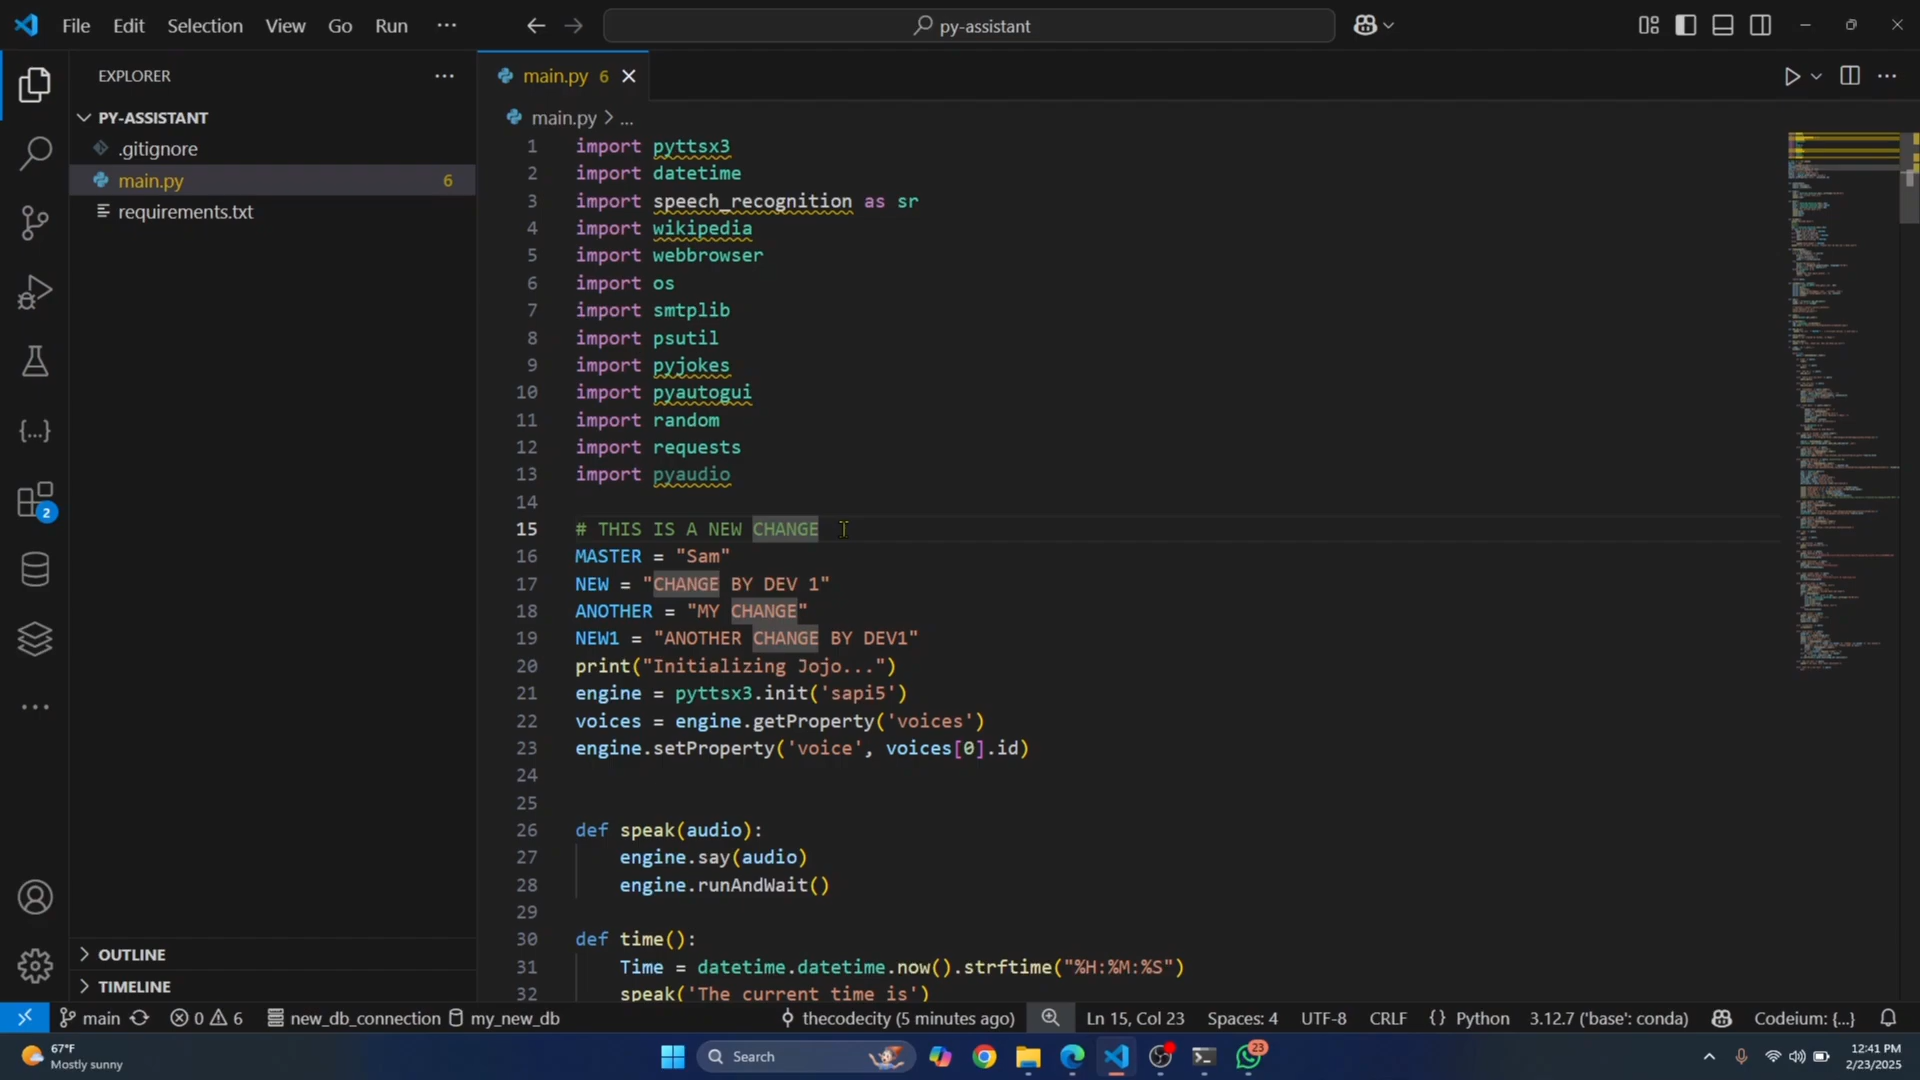 File Edit Selection View Go Run ···
py-assistant
EXPLORER ···
PY-ASSISTANT
.gitignore
main.py 6
requirements.txt
OUTLINE
TIMELINE
2
main.py 6
main.py > ...
1 import pyttsx3
2 import datetime
3 import speech_recognition as sr
4 import wikipedia
5 import webbrowser
6 import os
7 import smtplib
8 import psutil
9 import pyjokes
10 import pyautogui
11 import random
12 import requests
13 import pyaudio
14
15 # THIS IS A NEW CHANGE
16 MASTER = "Sam"
17 NEW = "CHANGE BY DEV 1"
18 ANOTHER = "MY CHANGE"
19 NEW1 = "ANOTHER CHANGE BY DEV1"
20 print("Initializing Jojo...")
21 engine = pyttsx3.init('sapi5')
22 voices = engine.getProperty('voices')
23 engine.setProperty('voice', voices[0].id)
24
25
26 def speak(audio):
27 engine.say(audio)
28 engine.runAndWait()
29
30 def time():
31 Time = datetime.datetime.now().strftime("%H:%M:%S")
32 speak('The current time is')
main 0 6 new_db_connection my_new_db thecodecity (5 minutes ago) Ln 15, Col 23 Spaces: 4 UTF-8 CRLF {} Python 3.12.7 ('base': conda) Codeium: {...}
67°F
Mostly sunny
Search
23
12:41 PM
2/23/2025